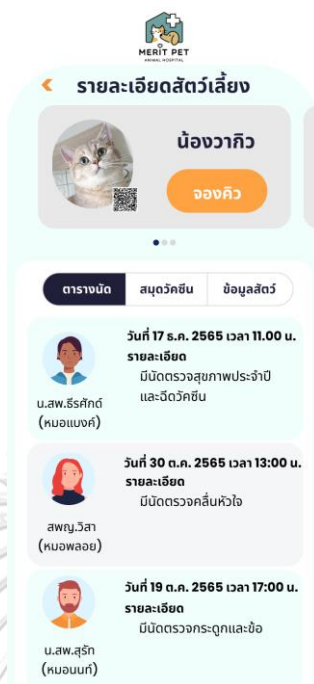 MERIT PET
ANIMAL HOSPITAL
รายละเอียดสัตว์เลี้ยง
น้องวากิว
จองคิว
ตารางนัด สมุดวัคซีน ข้อมูลสัตว์
วันที่ 17 ธ.ค. 2565 เวลา 11.00 น.
รายละเอียด
มีนัดตรวจสุขภาพประจำปี
และฉีดวัคซีน
น.สพ.ธีรศักด์
(หมอแบงค์)
วันที่ 30 ต.ค. 2565 เวลา 13:00 น.
รายละเอียด
มีนัดตรวจคลื่นหัวใจ
สพญ.วิสา
(หมอพลอย)
วันที่ 19 ต.ค. 2565 เวลา 17:00 น.
รายละเอียด
มีนัดตรวจกระดูกและข้อ
น.สพ.สุรัท
(หมอนนท์)